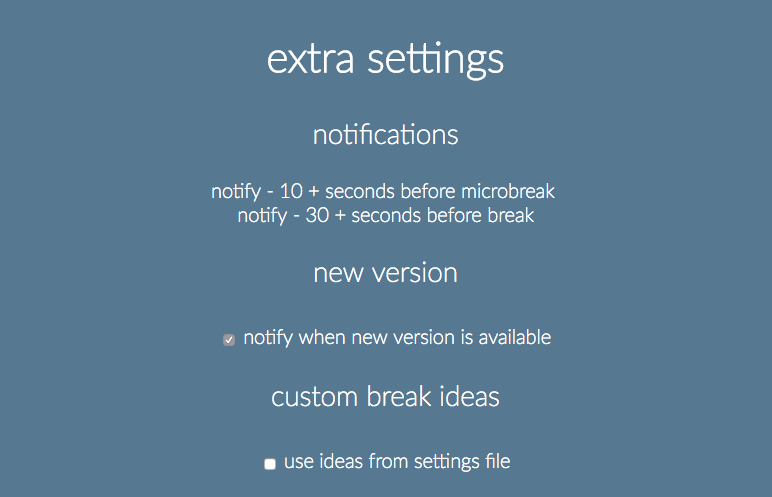 extra settings
notifications
notify - 10 + seconds before microbreak
notify - 30 + seconds before break
new version
notify when new version is available
custom break ideas
use ideas from settings file